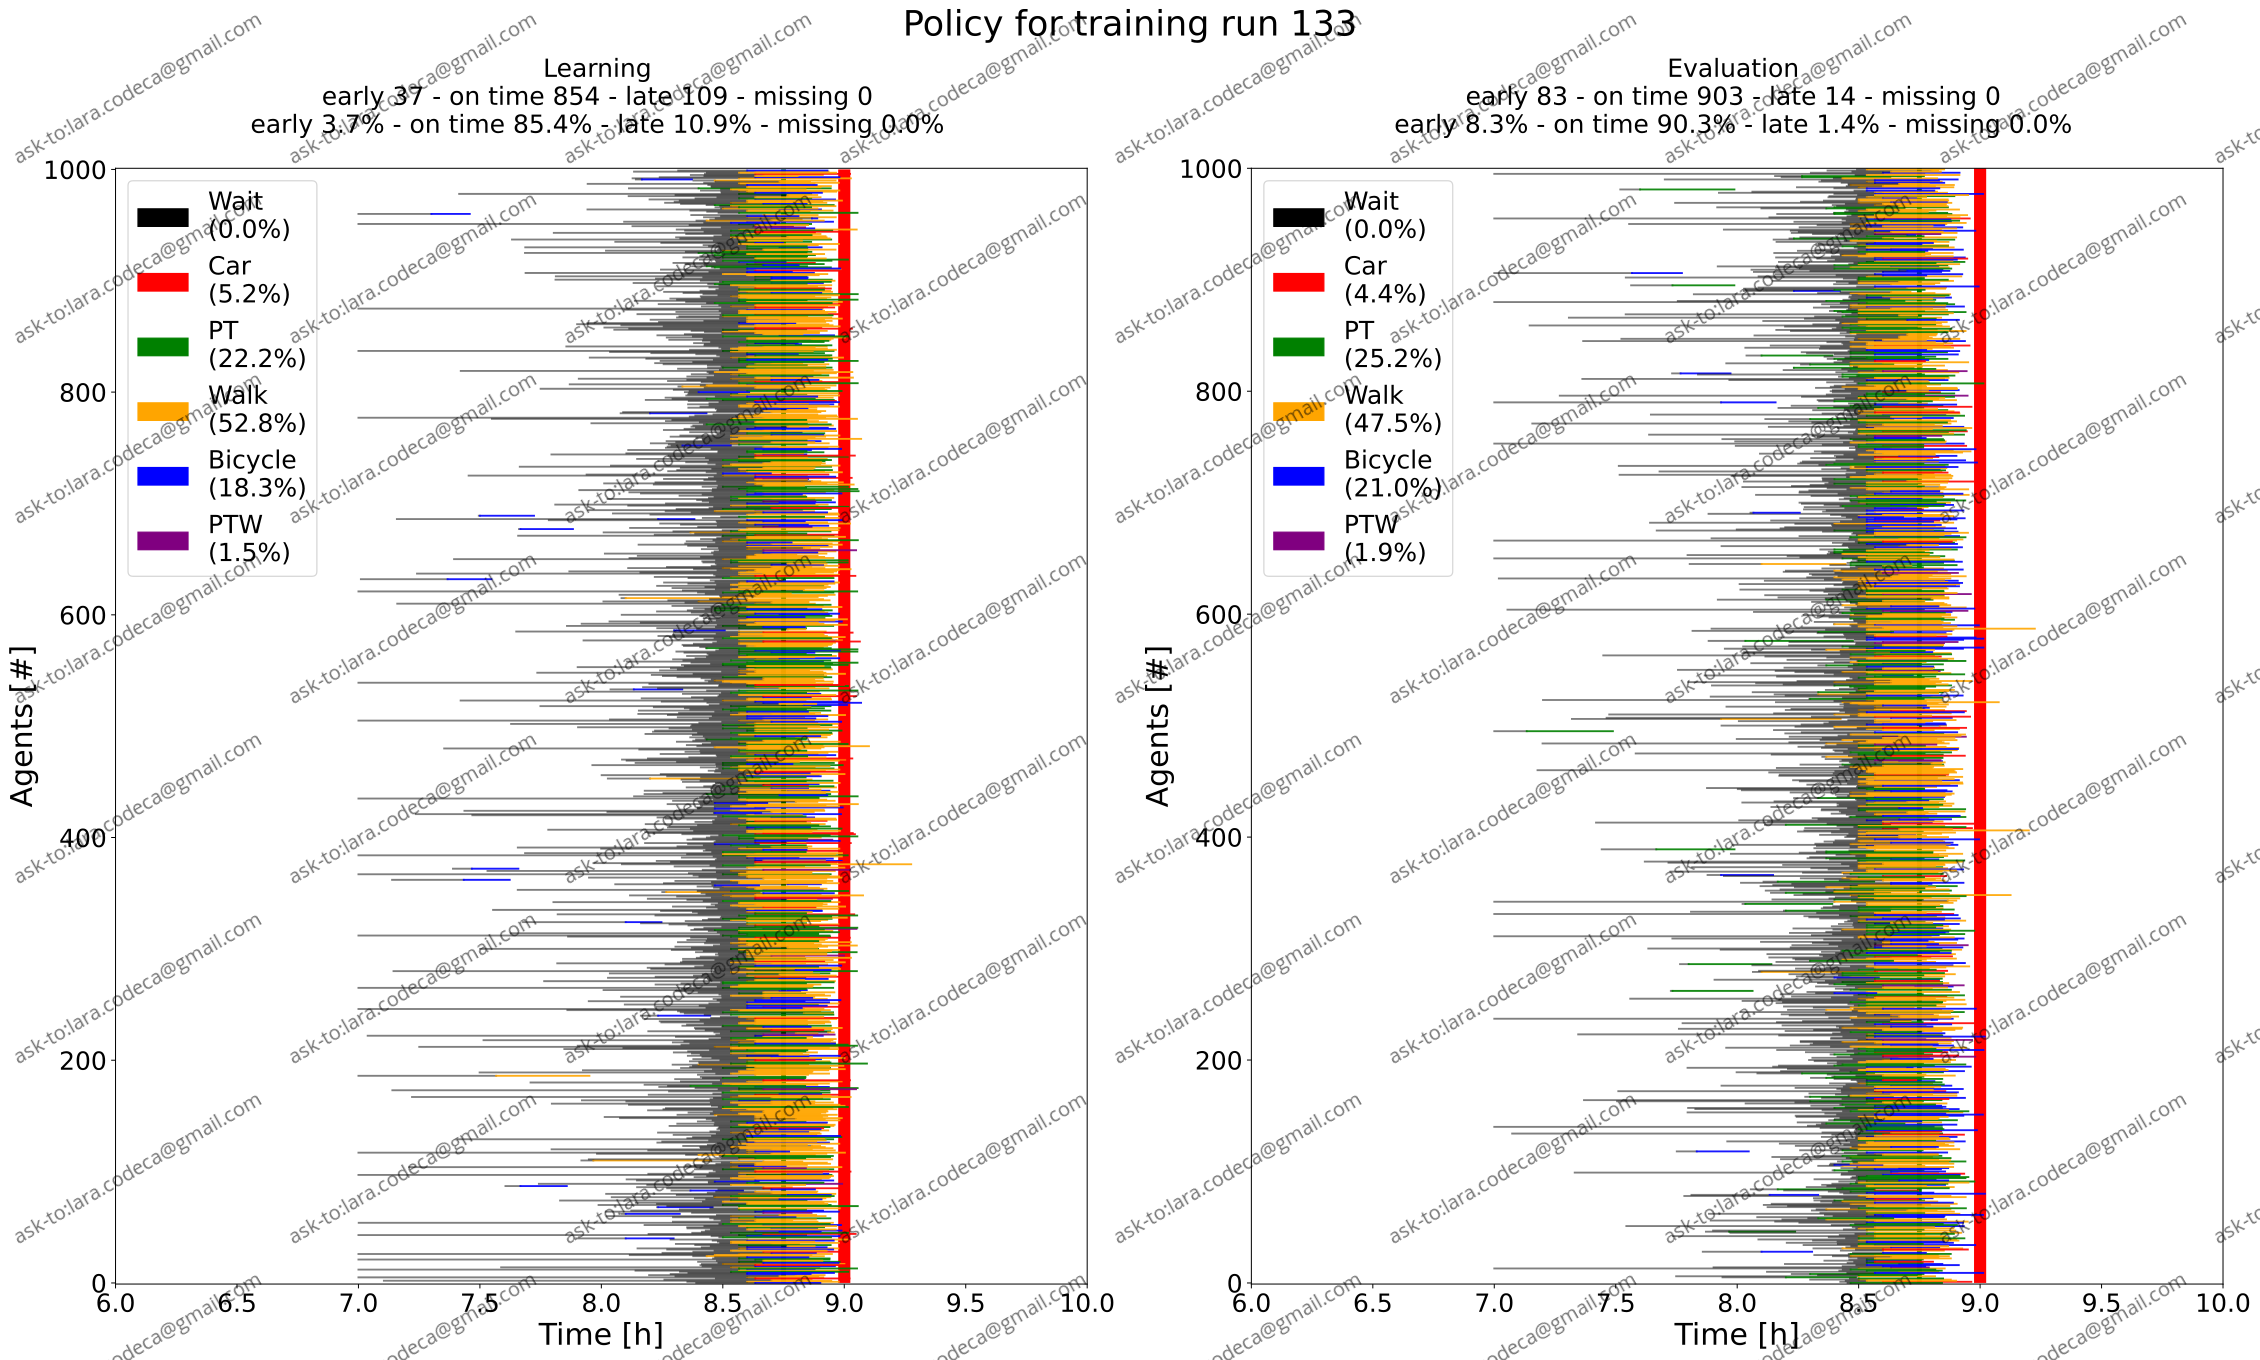 Policy for training run 133
Learning
early 37 - on time 854 - late 109 - missing 0
early 3.7% - on time 85.4% - late 10.9% - missing 0.0%
Evaluation
early 83 - on time 903 - late 14 - missing 0
early 8.3% - on time 90.3% - late 1.4% - missing 0.0%
Agents [#]
1000
800
600
400
200
0
Wait
(0.0%)
Car
(5.2%)
PT
(22.2%)
Walk
(52.8%)
Bicycle
(18.3%)
PTW
(1.5%)
6.0 6.5 7.0 7.5 8.0 8.5 9.0 9.5 10.0
Time [h]
Agents [#]
1000
800
600
400
200
0
Wait
(0.0%)
Car
(4.4%)
PT
(25.2%)
Walk
(47.5%)
Bicycle
(21.0%)
PTW
(1.9%)
6.0 6.5 7.0 7.5 8.0 8.5 9.0 9.5 10.0
Time [h]
ask-to:lara.codeca@gmail.com